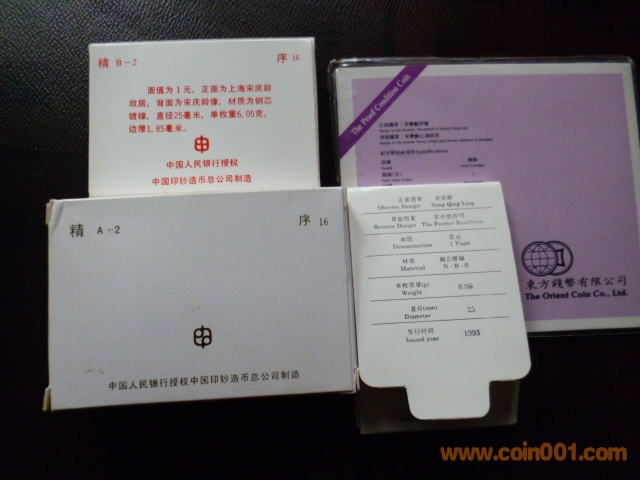 精 B-2 序 16
面值为1元,正面为上海宋庆龄
故居,背面为宋庆龄像,材质为钢芯
镀镍,直径25毫米,单枚重6.05克,
边厚1.85毫米。
中国人民银行授权
中国印钞造币总公司制造
精 A-2 序 16
中国人民银行授权中国印钞造币总公司制造
正面图案 宋庆龄
Obverse Design Song Qing Ling
背面图案
Reverse Design The Former Residence
面值 壹元
Denomination 1 Yuan
材质 钢芯镀镍
Material N-B-S
单枚重量(g) 6.05
Weight
直径(mm) 25
Diameter
发行时间 1993
Issued year
The Proof Condition Coin
東方錢幣有限公司
The Orient Coin Co., Ltd.
www.coin001.com